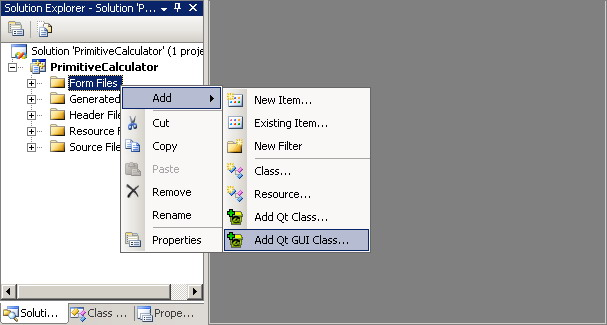 Solution Explorer - Solution 'P...
Solution 'PrimitiveCalculator' (1 proje
PrimitiveCalculator
Form Files
Generated
Header File
Resource Fi
Source File
Add
Cut
Copy
Paste
Remove
Rename
Properties
New Item...
Existing Item...
New Filter
Class...
Resource...
Add Qt Class...
Add Qt GUI Class...
Soluti... Class ... Prope...